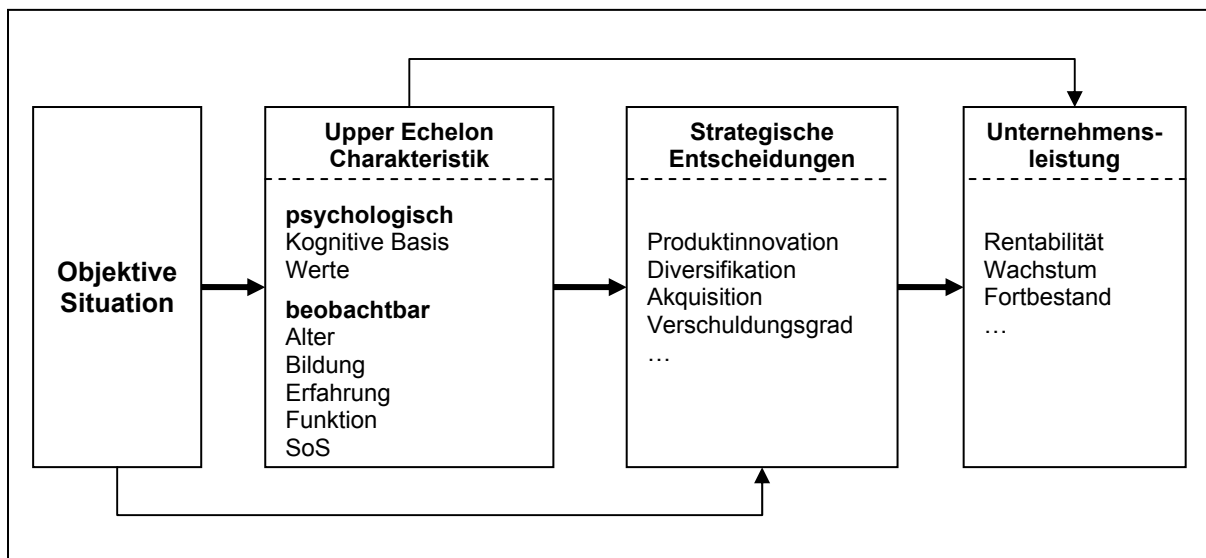 Objektive
Situation
Upper Echelon
Charakteristik
psychologisch
Kognitive Basis
Werte
beobachtbar
Alter
Bildung
Erfahrung
Funktion
SoS
Strategische
Entscheidungen
Produktinnovation
Diversifikation
Akquisition
Verschuldungsgrad
…
Unternehmens-
leistung
Rentabilität
Wachstum
Fortbestand
…